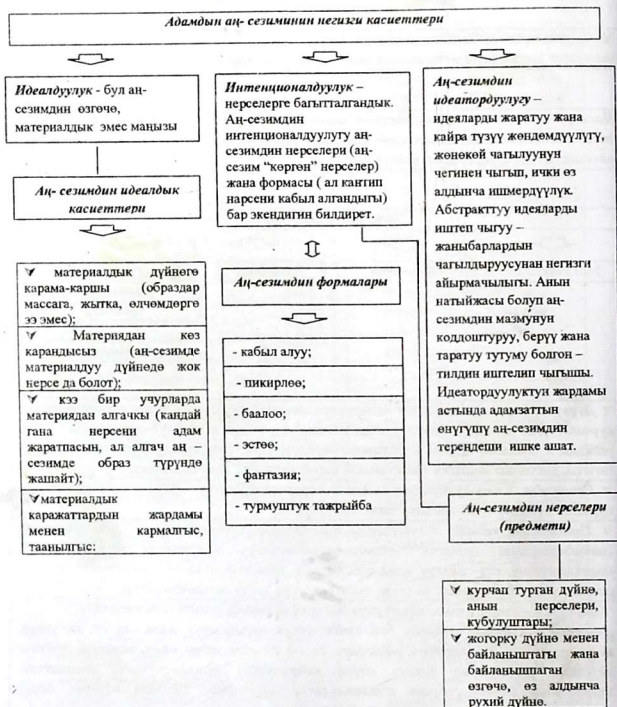 Адамдын аң- сезиминин негизги касиеттери
Идеалдуулук - бул аң-
сезимдин өзгөчө,
материалдык эмес маңызы
Аң- сезимдин идеалдык
касиеттери
материалдык дүйнөгө
карама-каршы (образдар
массага, жытка, өлчөмдөргө
ээ эмес);
Материядан көз
карандысыз (аң-сезимде
материалдуу дүйнөдө жок
нерсе да болот);
кээ бир учурларда
материядан алгачкы (кандай
гана нерсени адам
жаратпасын, ал алгач аң –
сезимде образ түрүндө
жашайт);
материалдык
каражаттардын жардамы
менен кармалгыс,
таанылгыс:
Интенционалдуулук –
нерселерге багытталгандык.
Аң-сезимдин
интенционалдуулугу аң-
сезимдин нерселери (аң-
сезим “көргөн” нерселер)
жана формасы ( ал кантип
нарсени кабыл алгандыгы)
бар экендигин билдирет.
Аң-сезимдин формалары
- кабыл алуу;
- пикирлөө;
- баалоо;
- эстөө;
- фантазия;
- турмуштук тажрыйба
Аң-сезимдин
идеатордуулугу –
идеяларды жаратуу жана
кайра түзүү жөндөмдүүлүгү,
жөнөкөй чагылуунун
чегинен чыгып, ички өз
алдынча ишмердүүлүк.
Абстракттуу идеяларды
иштеп чыгуу –
жаныбарлардын
чагылдыруусунан негизги
айырмачылыгы. Анын
натыйжасы болуп аң-
сезимдин мазмунун
коддоштуруу, берүү жана
таратуу тутуму болгон –
тилдин иштелип чыгышы.
Идеатордуулуктун жардамы
астында адамзаттын
өнүгүшү аң-сезимдин
тереңдеши ишке ашат.
Аң-сезимдин нерселери
(предмети)
курчап турган дүйнө,
анын нерселери,
кубулуштары;
жогорку дүйнө менен
байланыштагы жана
байланышпаган
өзгөчө, өз алдынча
рухий дүйнө.